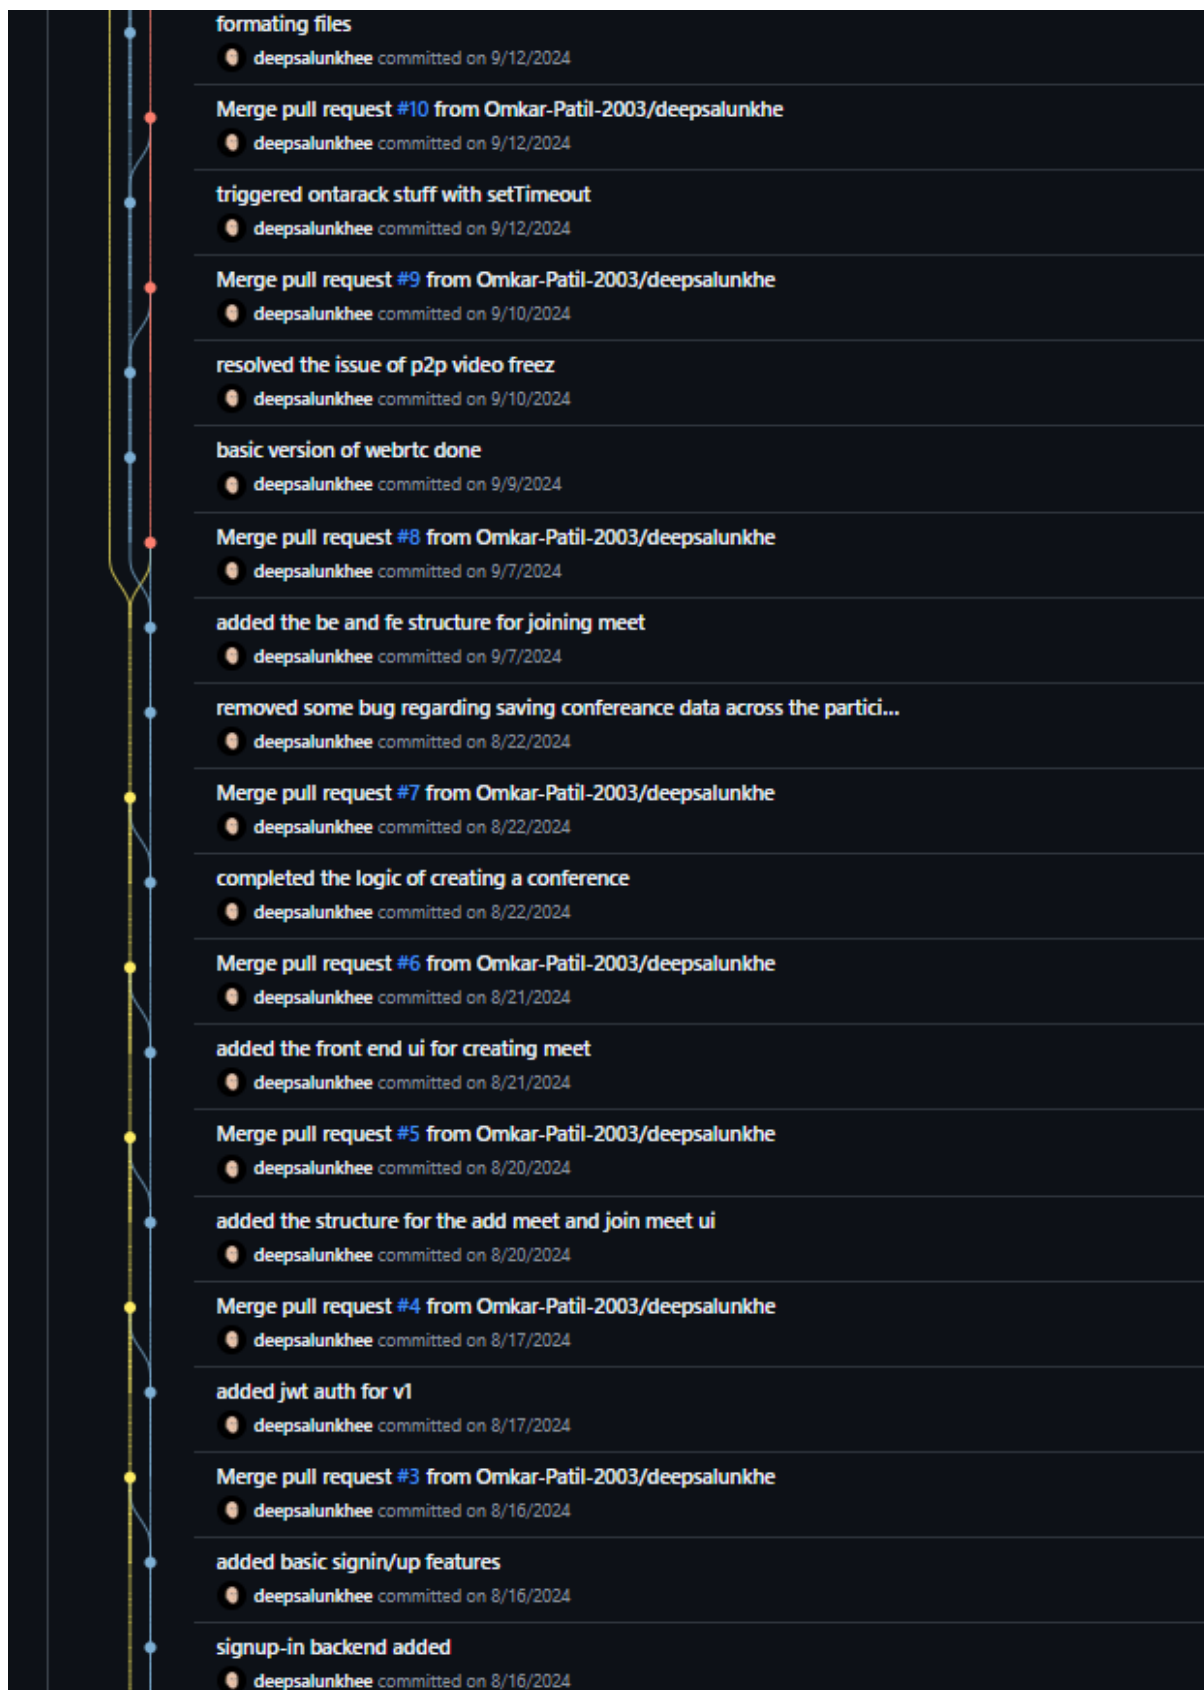 formating files
deepsalunkhee committed on 9/12/2024
Merge pull request #10 from Omkar-Patil-2003/deepsalunkhe
deepsalunkhee committed on 9/12/2024
triggered ontarack stuff with setTimeout
deepsalunkhee committed on 9/12/2024
Merge pull request #9 from Omkar-Patil-2003/deepsalunkhe
deepsalunkhee committed on 9/10/2024
resolved the issue of p2p video freez
deepsalunkhee committed on 9/10/2024
basic version of webrtc done
deepsalunkhee committed on 9/9/2024
Merge pull request #8 from Omkar-Patil-2003/deepsalunkhe
deepsalunkhee committed on 9/7/2024
added the be and fe structure for joining meet
deepsalunkhee committed on 9/7/2024
removed some bug regarding saving confereance data across the partici...
deepsalunkhee committed on 8/22/2024
Merge pull request #7 from Omkar-Patil-2003/deepsalunkhe
deepsalunkhee committed on 8/22/2024
completed the logic of creating a conference
deepsalunkhee committed on 8/22/2024
Merge pull request #6 from Omkar-Patil-2003/deepsalunkhe
deepsalunkhee committed on 8/21/2024
added the front end ui for creating meet
deepsalunkhee committed on 8/21/2024
Merge pull request #5 from Omkar-Patil-2003/deepsalunkhe
deepsalunkhee committed on 8/20/2024
added the structure for the add meet and join meet ui
deepsalunkhee committed on 8/20/2024
Merge pull request #4 from Omkar-Patil-2003/deepsalunkhe
deepsalunkhee committed on 8/17/2024
added jwt auth for v1
deepsalunkhee committed on 8/17/2024
Merge pull request #3 from Omkar-Patil-2003/deepsalunkhe
deepsalunkhee committed on 8/16/2024
added basic signin/up features
deepsalunkhee committed on 8/16/2024
signup-in backend added
deepsalunkhee committed on 8/16/2024